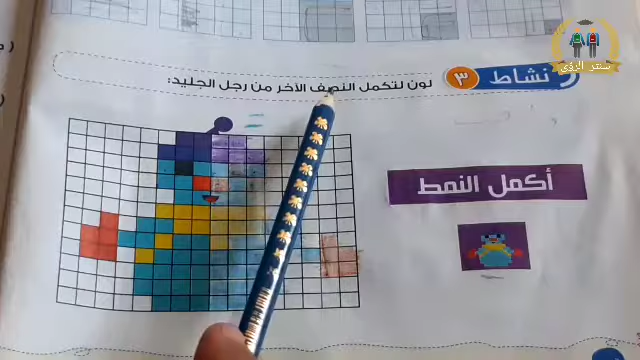 نشاط ٣
لون لتكمل النصف الآخر من رجل الجليد:
أكمل النمط
سنتر الرؤى